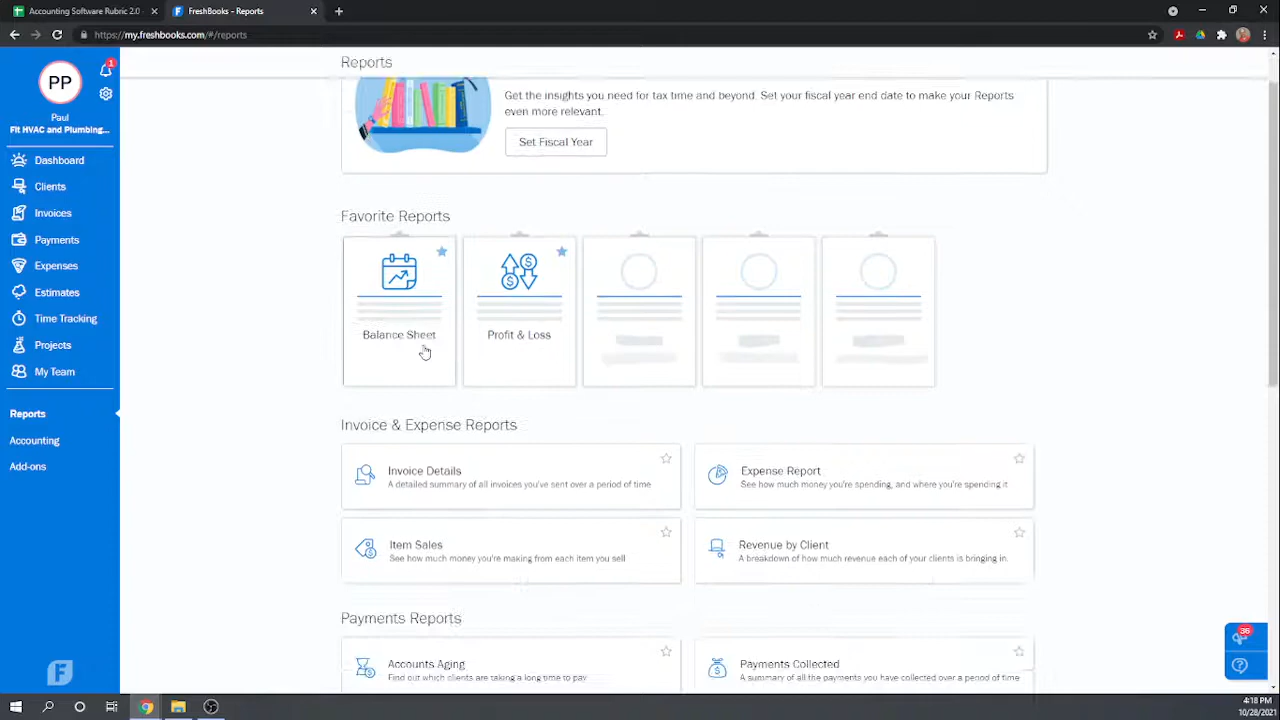 Accounting Software Rubric 2.0
FreshBooks - Reports
https://my.freshbooks.com/#/reports
PP
1
Paul
Fit HVAC and Plumbing...
Dashboard
Clients
Invoices
Payments
Expenses
Estimates
Time Tracking
Projects
My Team
Reports
Accounting
Add-ons
F
Reports
Get the insights you need for tax time and beyond. Set your fiscal year end date to make your Reports
even more relevant.
Set Fiscal Year
Favorite Reports
Balance Sheet
Profit & Loss
Invoice & Expense Reports
Invoice Details
A detailed summary of all invoices you've sent over a period of time
Expense Report
See how much money you're spending, and where you're spending it
Item Sales
See how much money you're making from each item you sell
Revenue by Client
A breakdown of how much revenue each of your clients is bringing in.
Payments Reports
Accounts Aging
Find out which clients are taking a long time to pay
Payments Collected
A summary of all the payments you have collected over a period of time
36
4:18 PM
10/28/2021